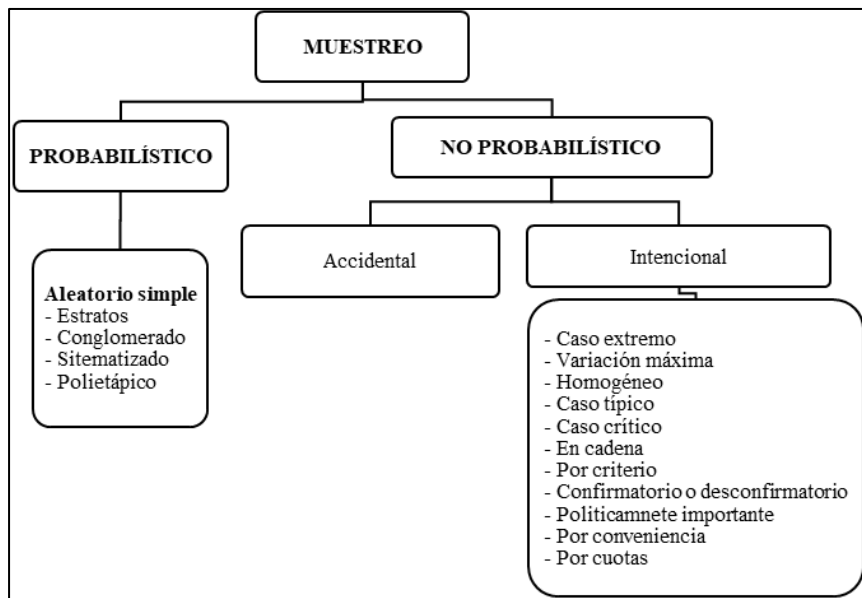 MUESTREO
PROBABILÍSTICO
NO PROBABILÍSTICO
Accidental
Intencional
Aleatorio simple
- Estratos
- Conglomerado
- Sitematizado
- Polietápico
- Caso extremo
- Variación máxima
- Homogéneo
- Caso típico
- Caso crítico
- En cadena
- Por criterio
- Confirmatorio o desconfirmatorio
- Politicamnete importante
- Por conveniencia
- Por cuotas